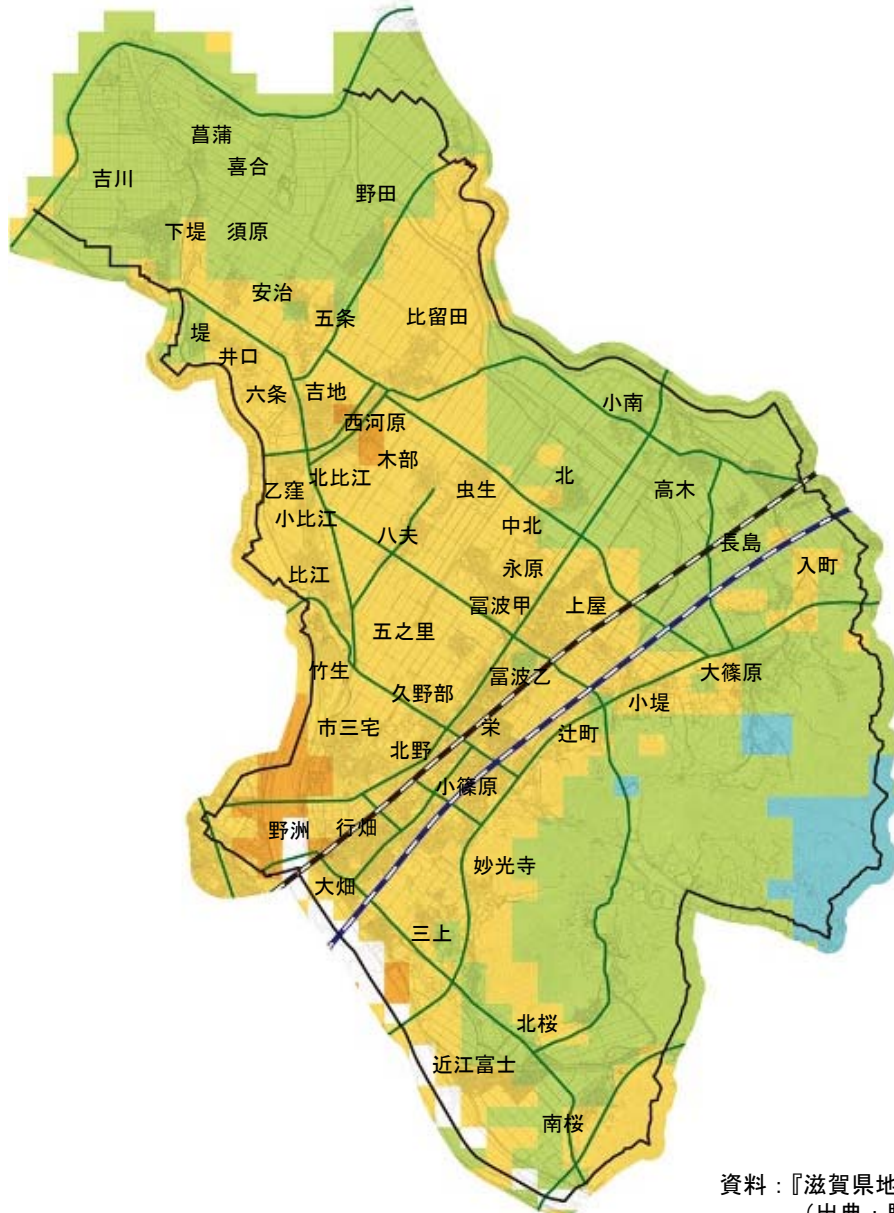 菖蒲
喜合
吉川
野田
下堤
須原
安治
五条
比留田
堤
井口
六条
吉地
小南
西河原
木部
北比江
乙窪
虫生
北
高木
小比江
八夫
中北
長島
比江
永原
入町
冨波甲
上屋
五之里
竹生
冨波乙
大篠原
久野部
小堤
市三宅
栄
辻町
北野
小篠原
野洲
行畑
妙光寺
大畑
三上
北桜
近江富士
南桜
資料：『滋賀県地
（出典：